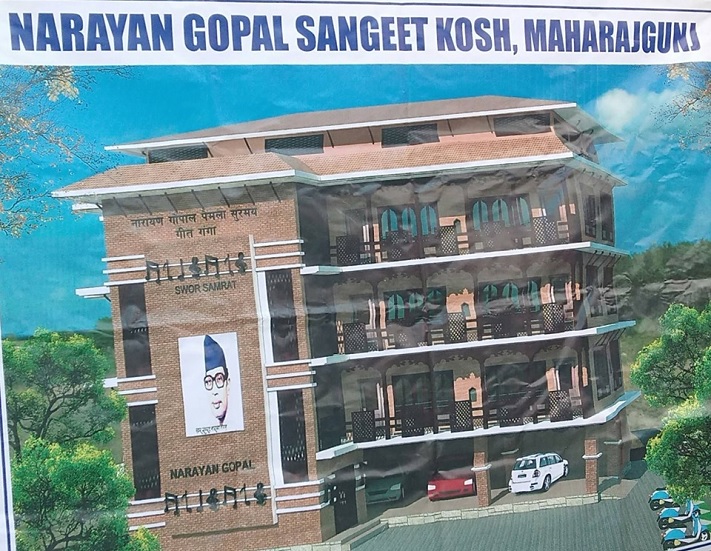 NARAYAN GOPAL SANGEET KOSH, MAHARAJGUNJ
नारायण गोपाल पेमला सुरमय
गीत गंगा
SWOR SAMRAT
NARAYAN GOPAL